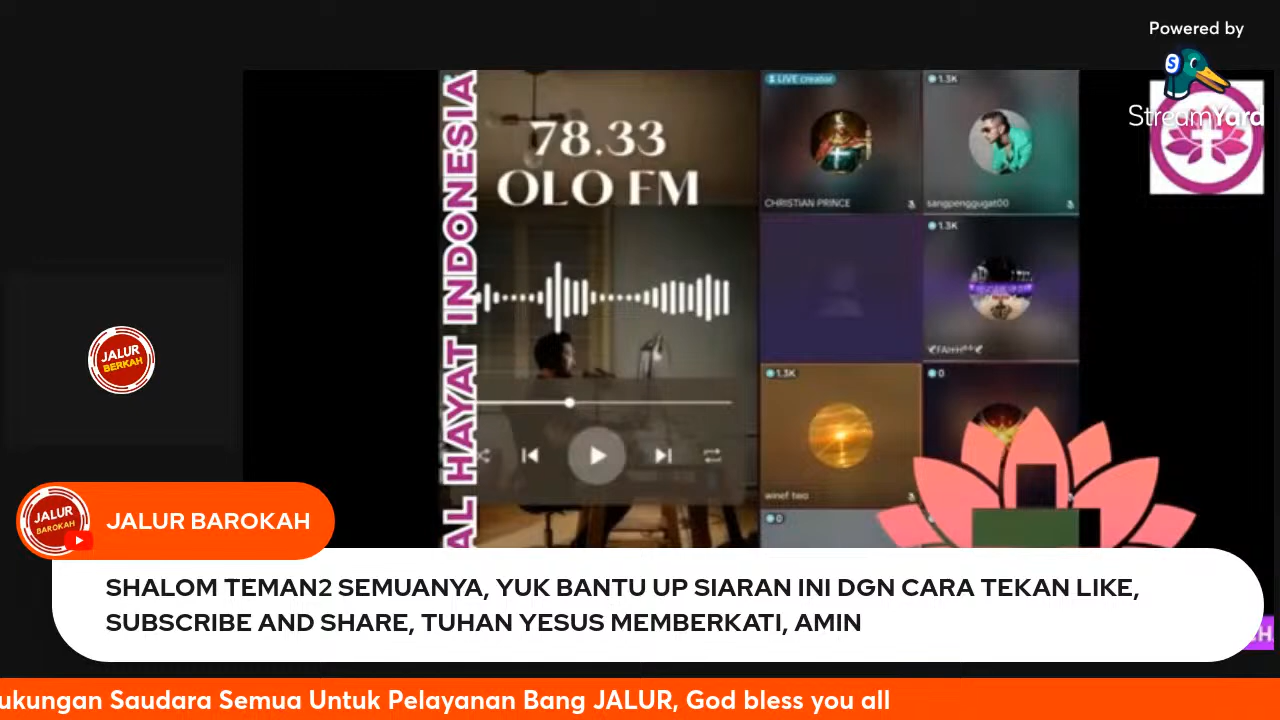 Powered by
StreamYard
AL HAYAT INDONESIA
78.33
OLO FM
LIVE creator
1.3K
CHRISTIAN PRINCE
sangpenggugat00
1.3K
1.3K
0
winef two
0
JALUR
BERKAH
JALUR
BAROKAH
JALUR BAROKAH
SHALOM TEMAN2 SEMUANYA, YUK BANTU UP SIARAN INI DGN CARA TEKAN LIKE,
SUBSCRIBE AND SHARE, TUHAN YESUS MEMBERKATI, AMIN
ukungan Saudara Semua Untuk Pelayanan Bang JALUR, God bless you all